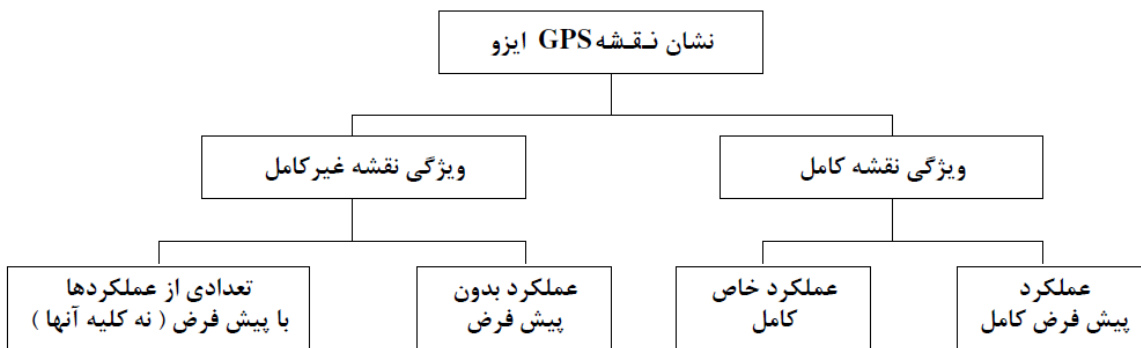 نشان نقشه GPS ایزو
ویژگی نقشه کامل
ویژگی نقشه غیرکامل
عملکرد
پیش فرض کامل
عملکرد خاص
کامل
عملکرد بدون
پیش فرض
تعدادی از عملکردها
با پیش فرض ( نه کلیه آنها )